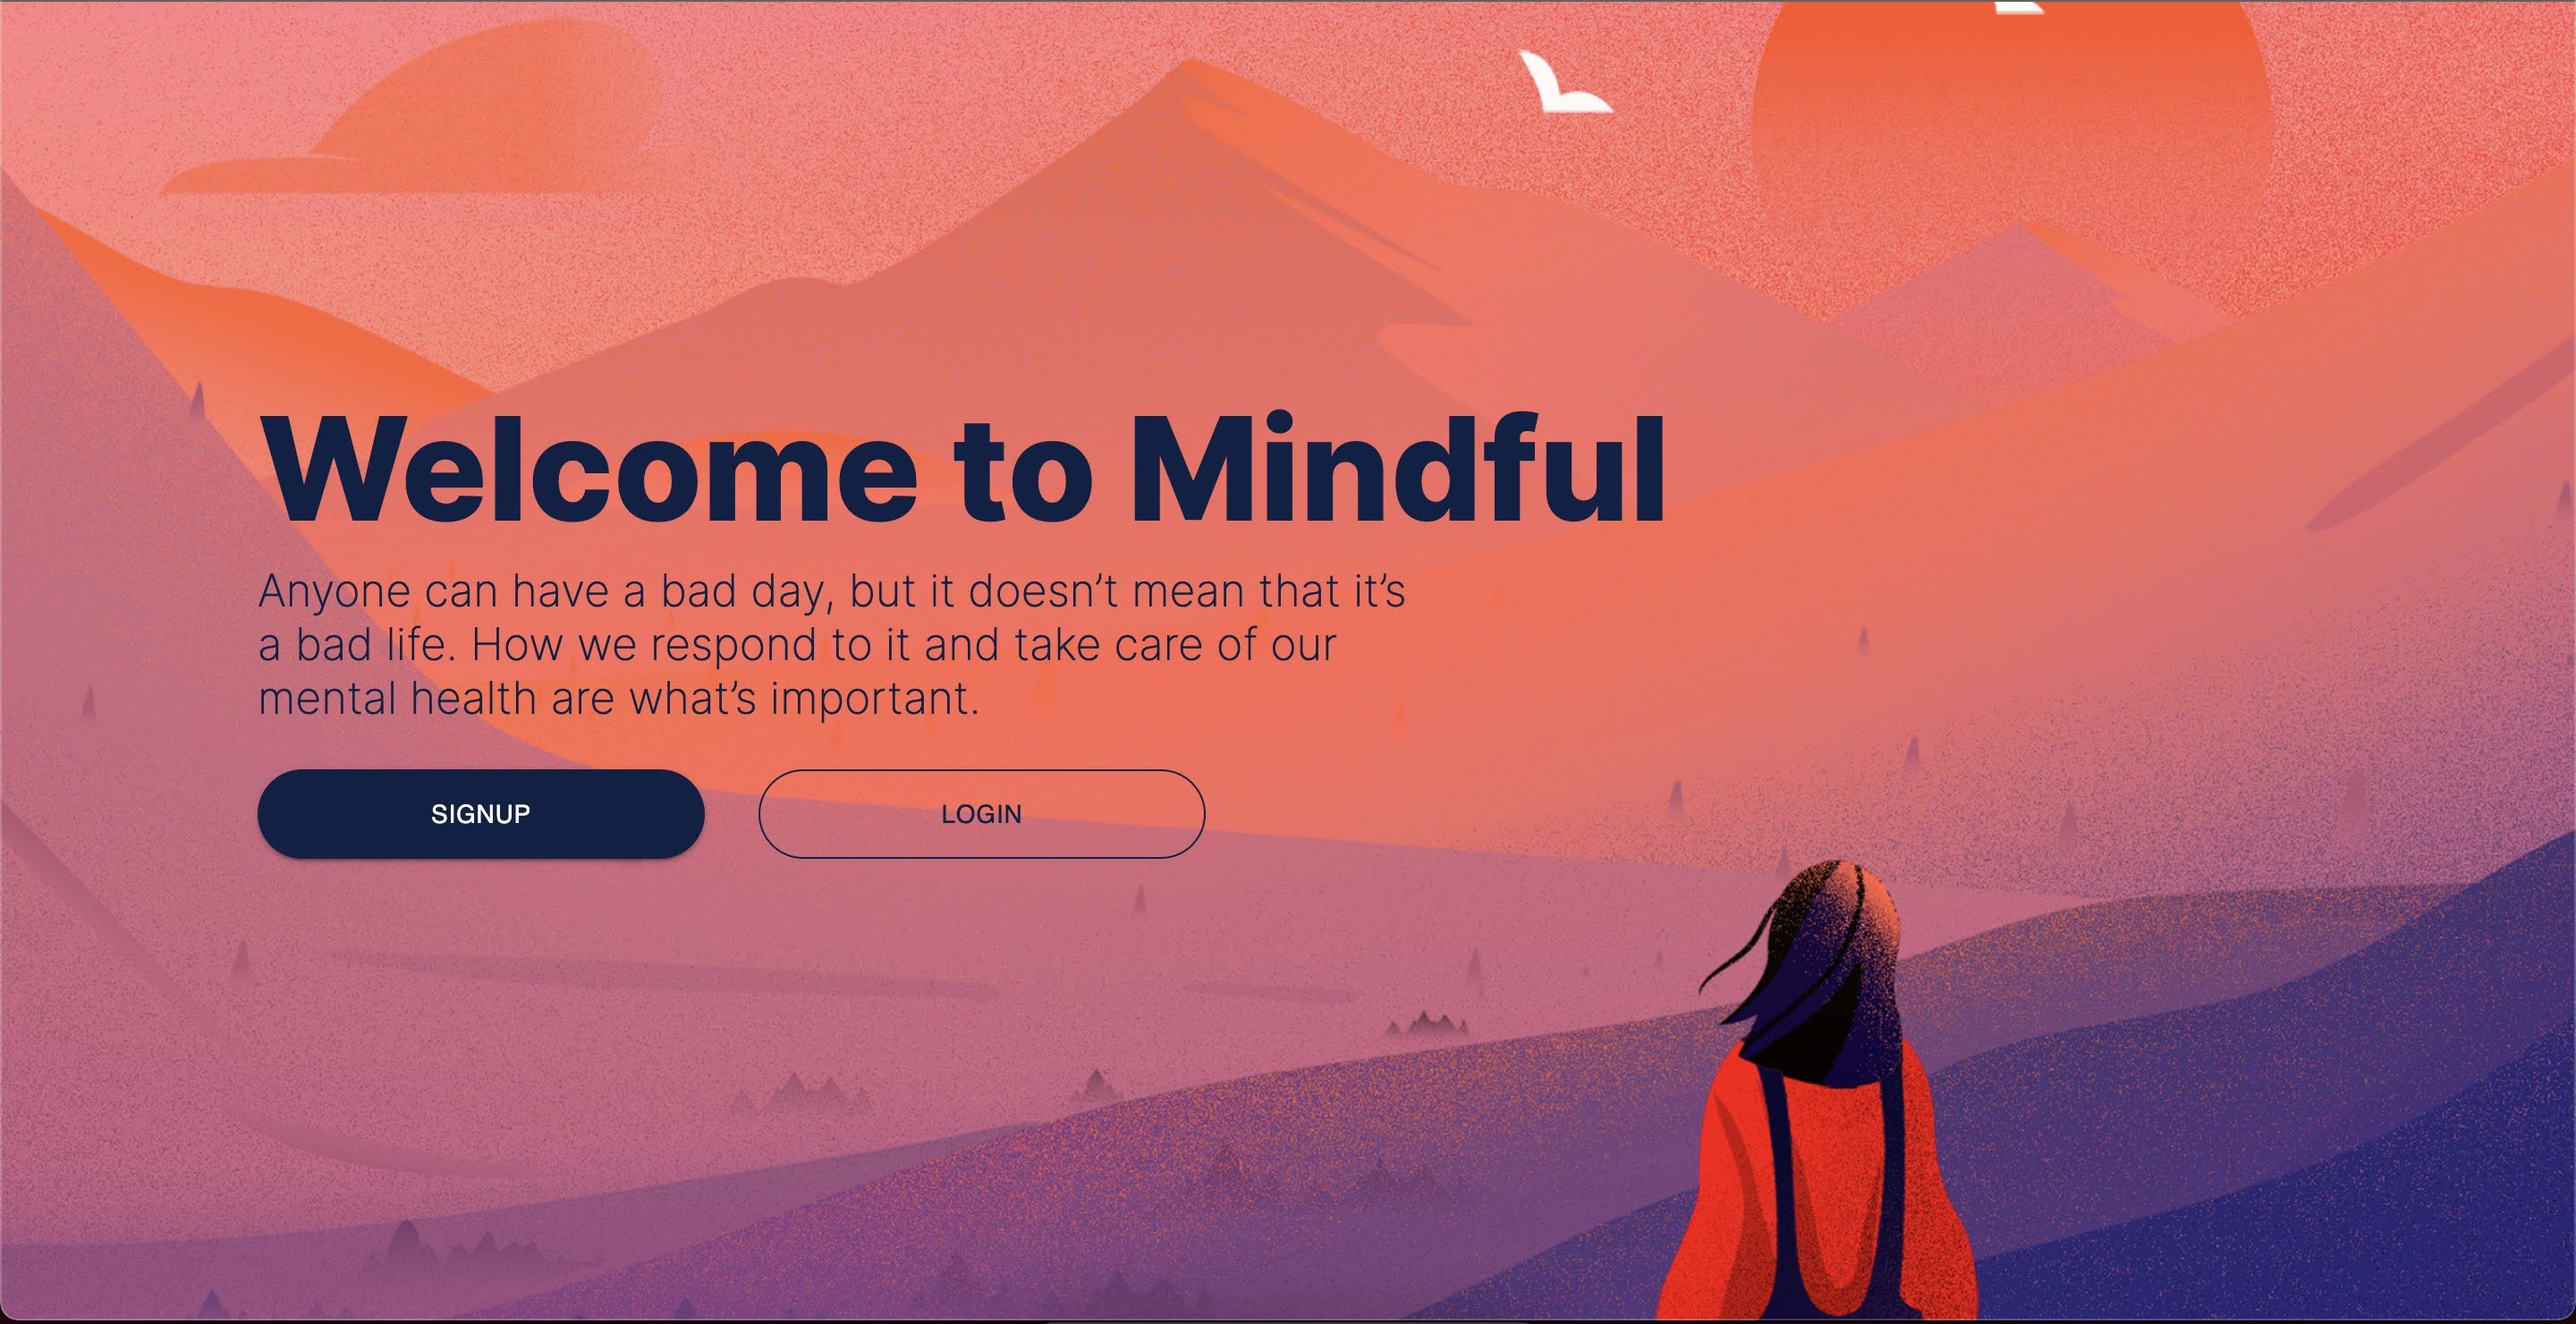 Welcome to Mindful
Anyone can have a bad day, but it doesn’t mean that it’s
a bad life. How we respond to it and take care of our
mental health are what’s important.
SIGNUP
LOGIN